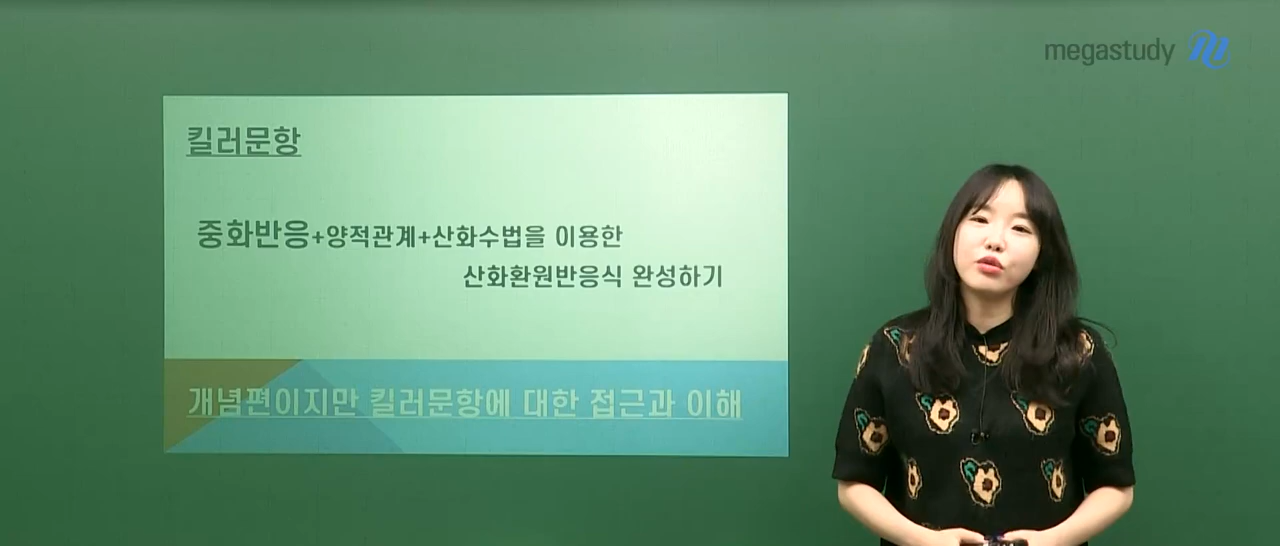 megastudy
킬러문항
중화반응+양적관계+산화수법을 이용한
산화환원반응식 완성하기
개념편이지만 킬러문항에 대한 접근과 이해